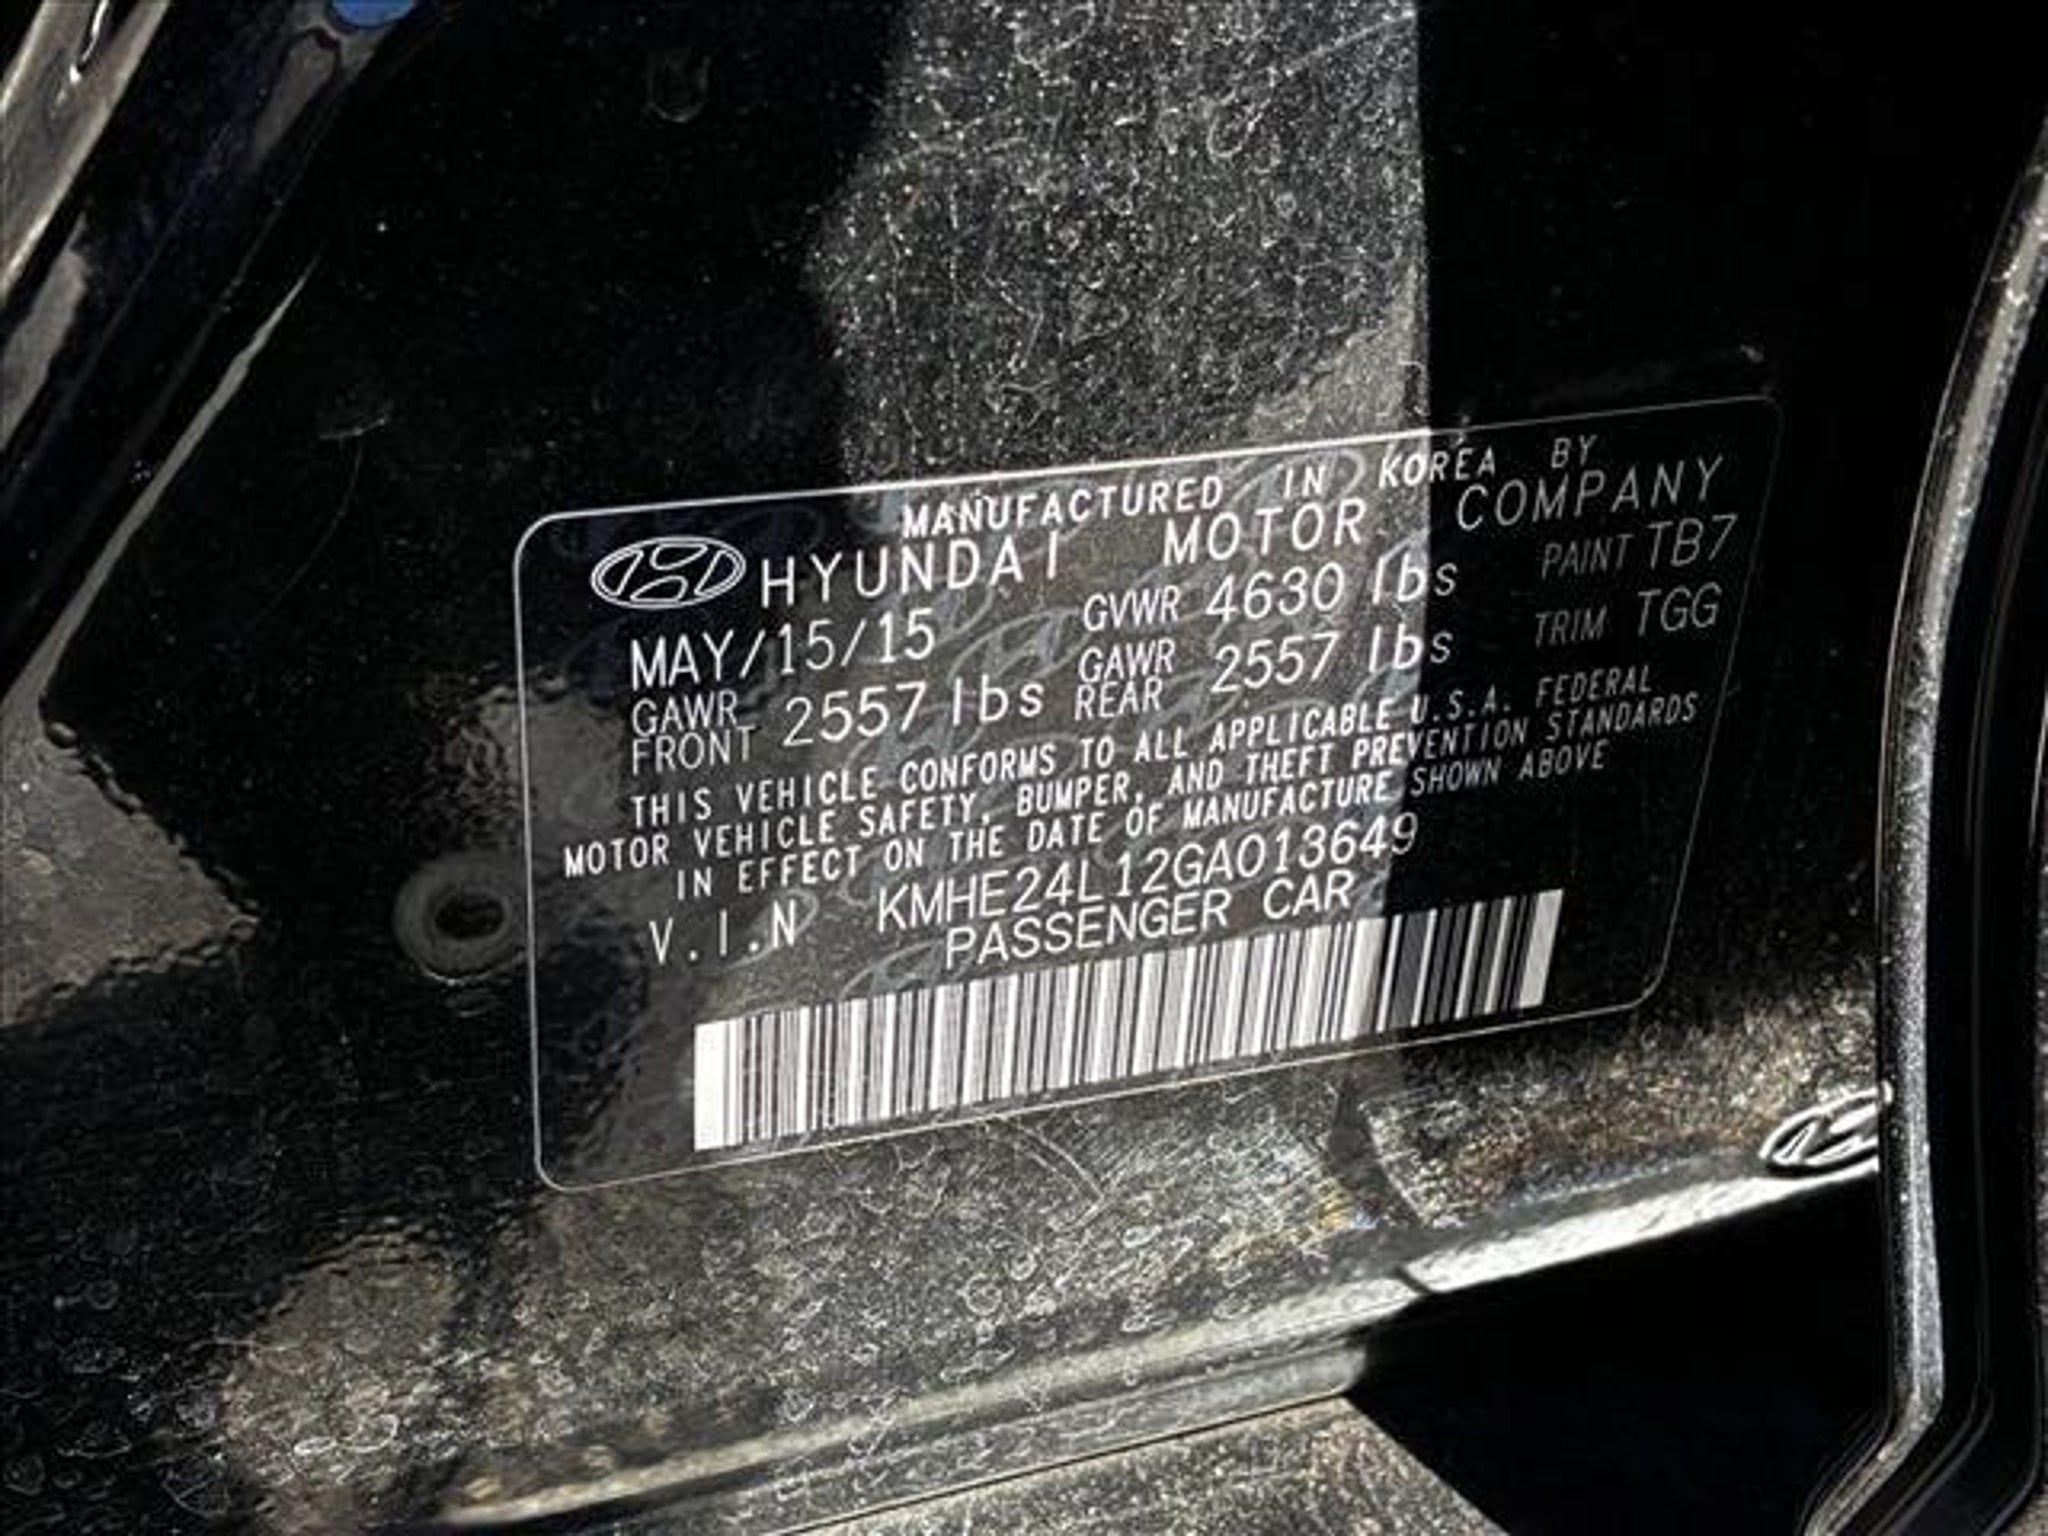 MANUFACTURED IN KOREA BY
HYUNDAI MOTOR COMPANY
MAY/15/15 GVWR 4630 lbs PAINT TB7
GAWR FRONT 2557 lbs GAWR REAR 2557 lbs TRIM TGG
THIS VEHICLE CONFORMS TO ALL APPLICABLE U.S.A. FEDERAL
MOTOR VEHICLE SAFETY, BUMPER, AND THEFT PREVENTION STANDARDS
IN EFFECT ON THE DATE OF MANUFACTURE SHOWN ABOVE
V.I.N KMHE24L12GA013649
PASSENGER CAR